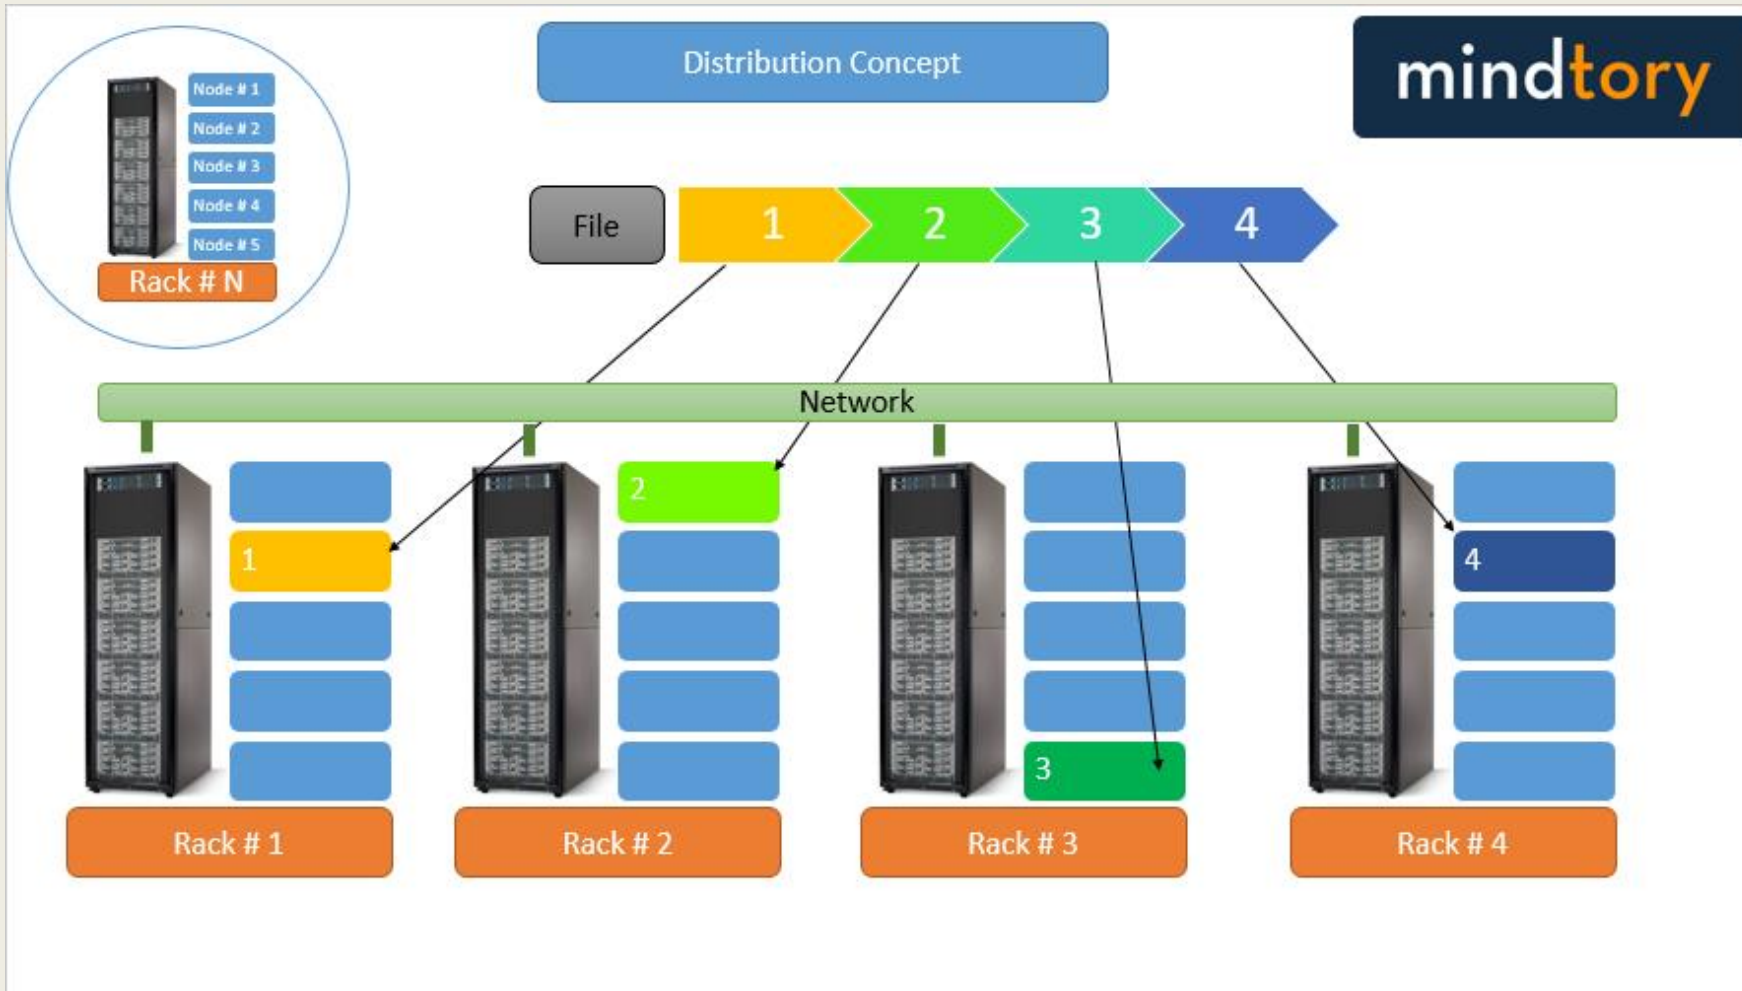 Distribution Concept
mindtory
Node # 1
Node # 2
Node # 3
Node # 4
Node # 5
Rack # N
File
1
2
3
4
Network
2
1
4
3
Rack # 1
Rack # 2
Rack # 3
Rack # 4